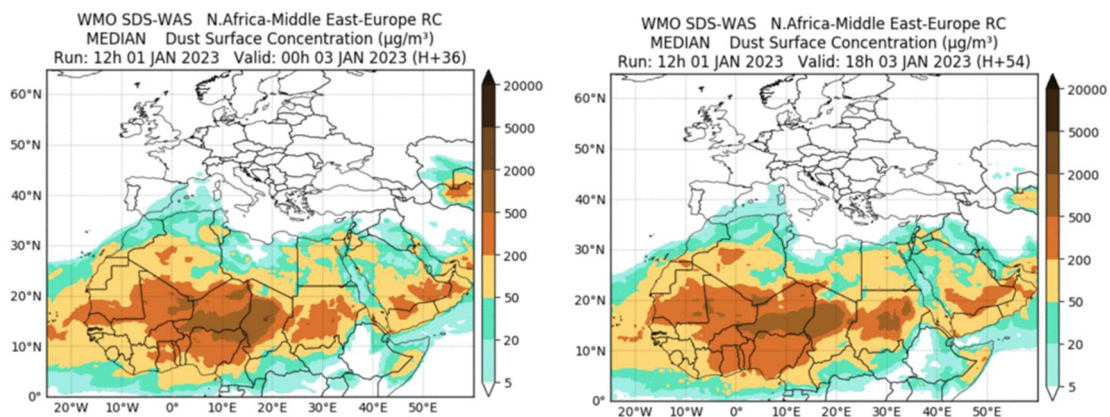 WMO SDS-WAS N.Africa-Middle East-Europe RC
MEDIAN Dust Surface Concentration (µg/m³)
Run: 12h 01 JAN 2023 Valid: 00h 03 JAN 2023 (H+36)
60°N
50°N
40°N
30°N
20°N
10°N
0°
20°W
10°W
0°
10°E
20°E
30°E
40°E
50°E
20000
5000
2000
500
200
50
20
5
WMO SDS-WAS N.Africa-Middle East-Europe RC
MEDIAN Dust Surface Concentration (µg/m³)
Run: 12h 01 JAN 2023 Valid: 18h 03 JAN 2023 (H+54)
60°N
50°N
40°N
30°N
20°N
10°N
0°
20°W
10°W
0°
10°E
20°E
30°E
40°E
50°E
20000
5000
2000
500
200
50
20
5